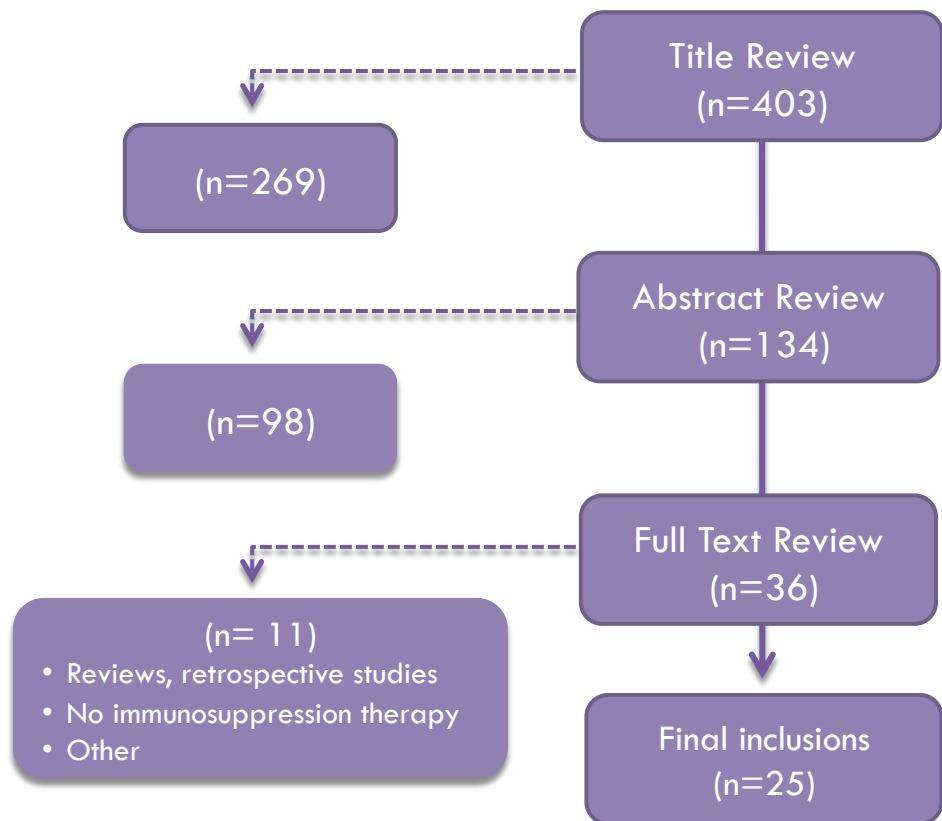 Title Review
(n=403)
(n=269)
Abstract Review
(n=134)
(n=98)
Full Text Review
(n=36)
(n= 11)
• Reviews, retrospective studies
• No immunosuppression therapy
• Other
Final inclusions
(n=25)